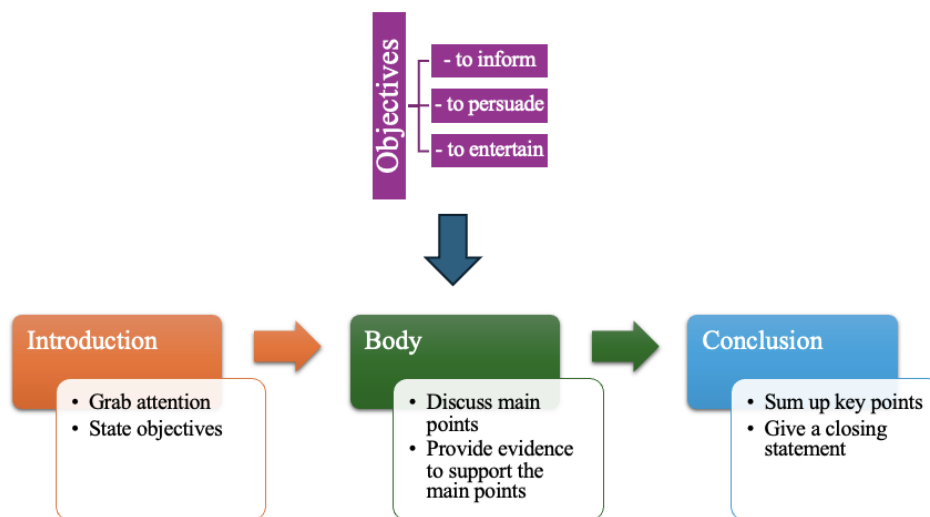 Objectives
- to inform
- to persuade
- to entertain
Introduction
• Grab attention
• State objectives
Body
• Discuss main
points
• Provide evidence
to support the
main points
Conclusion
• Sum up key points
• Give a closing
statement